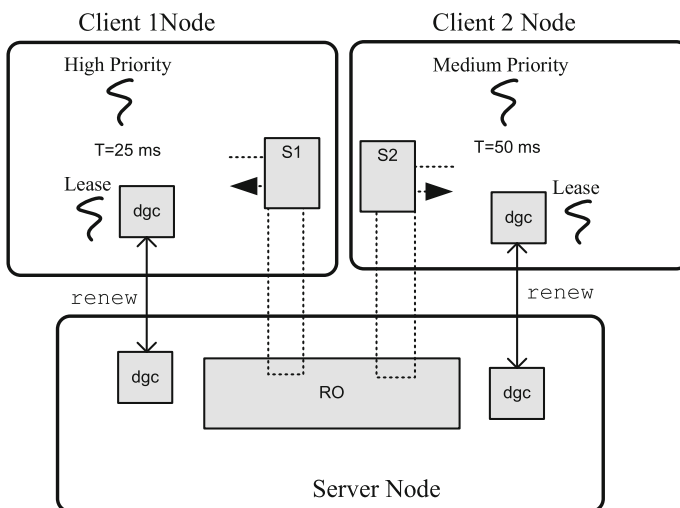 Client 1Node
Client 2 Node
High Priority
T=25 ms
Lease
dgc
S1
Medium Priority
S2
T=50 ms
Lease
dgc
renew
renew
dgc
RO
dgc
Server Node